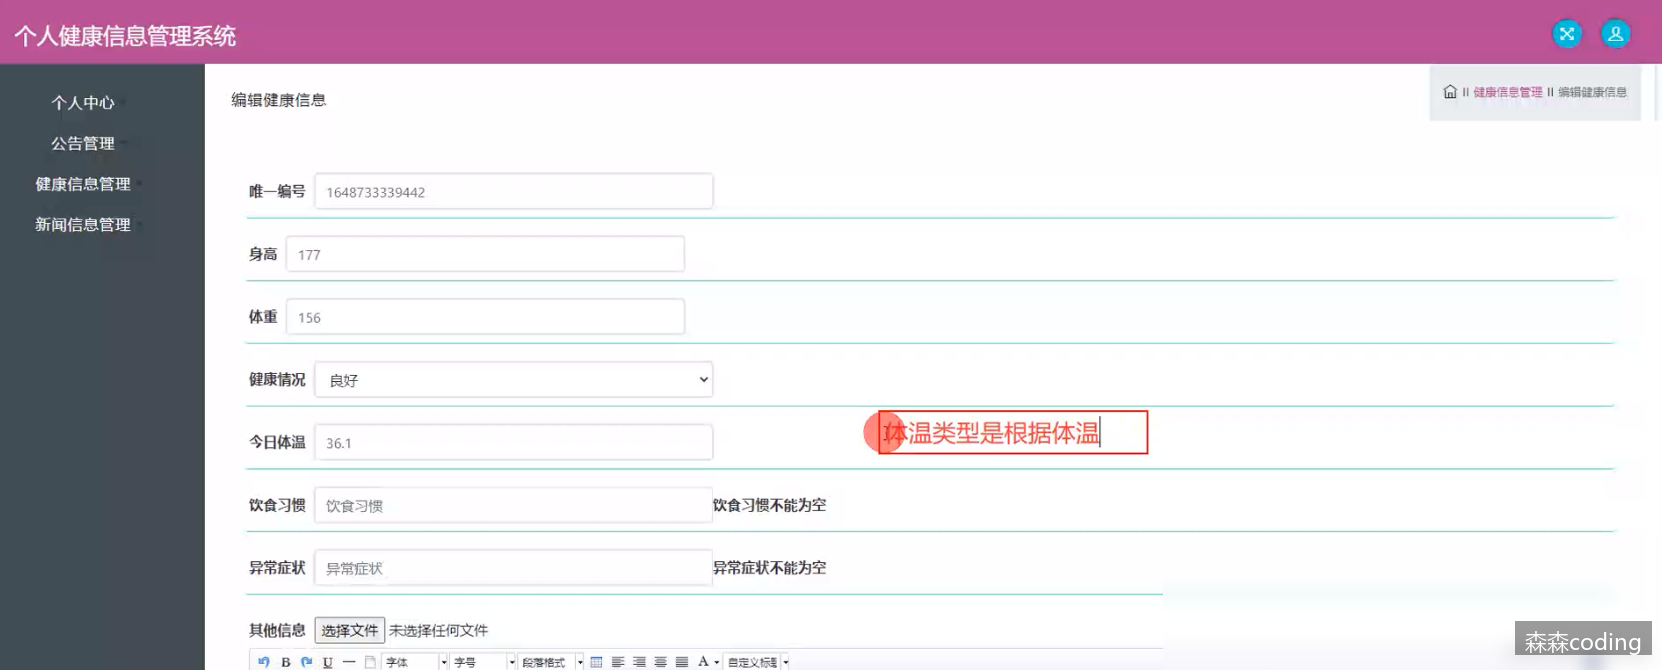 个人健康信息管理系统
个人中心
公告管理
健康信息管理
新闻信息管理
编辑健康信息
健康信息管理 II 编辑健康信息
唯一编号 1648733339442
身高 177
体重 156
健康情况 良好
今日体温 36.1
体温类型是根据体温
饮食习惯 饮食习惯 饮食习惯不能为空
异常症状 异常症状 异常症状不能为空
其他信息 选择文件 未选择任何文件
B U 字体 字号 段落格式 A 自定义标题
森森coding